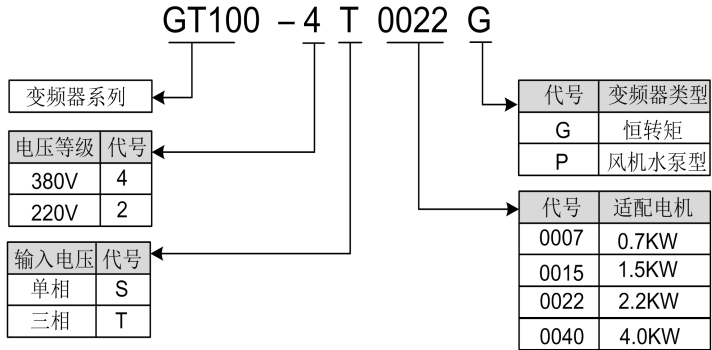 GT100 – 4 T 0022 G
变频器系列
电压等级 代号
380V 4
220V 2
输入电压 代号
单相 S
三相 T
代号 变频器类型
G 恒转矩
P 风机水泵型
代号 适配电机
0007 0.7KW
0015 1.5KW
0022 2.2KW
0040 4.0KW